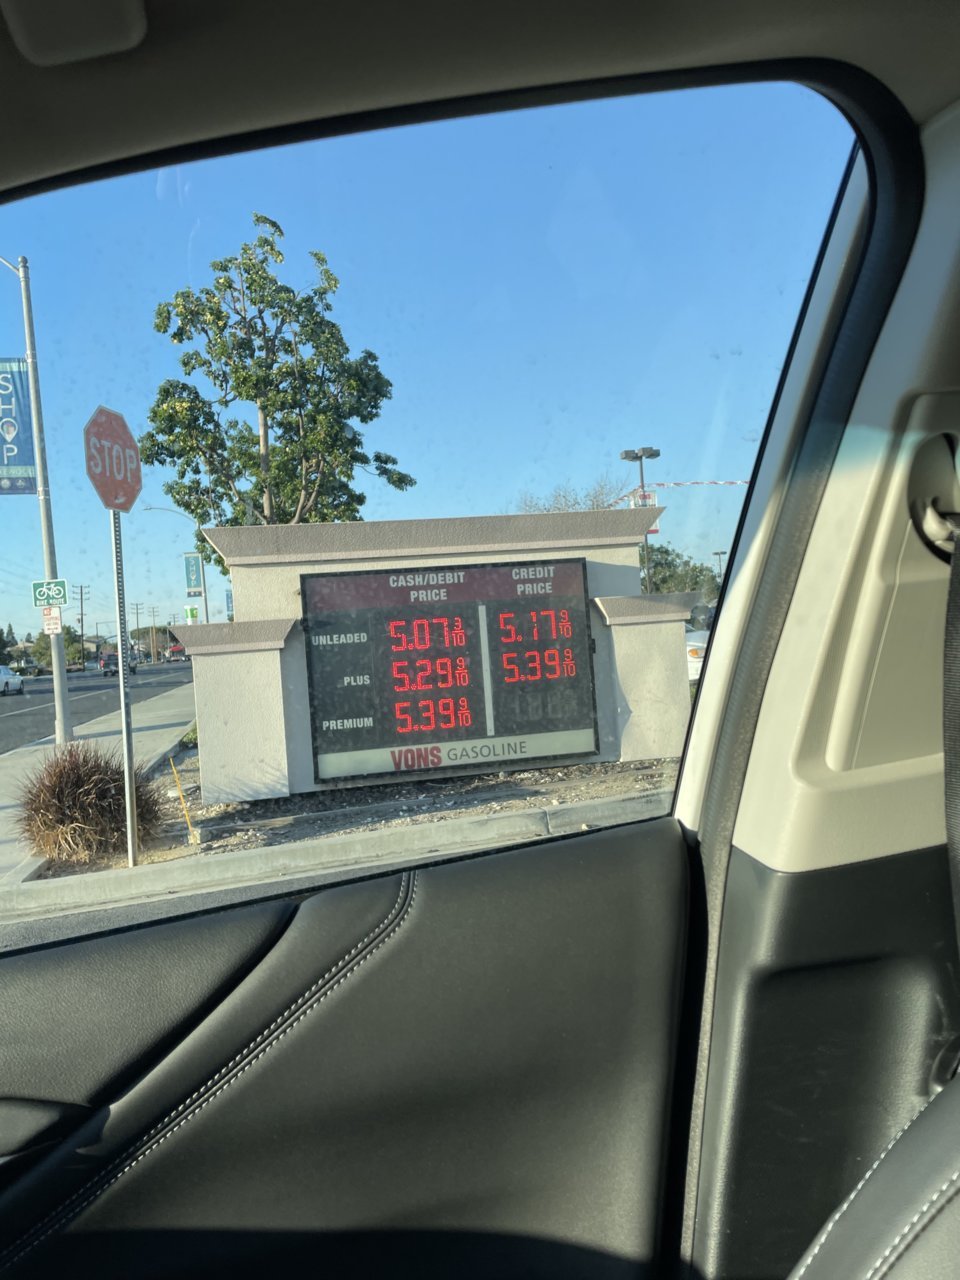 SHOP
STOP
SHOP
BIKE ROUTE
CASH/DEBIT PRICE
CREDIT PRICE
UNLEADED 5.07 9/10 5.17 9/10
PLUS 5.29 9/10 5.39 9/10
PREMIUM 5.39 9/10
VONS GASOLINE